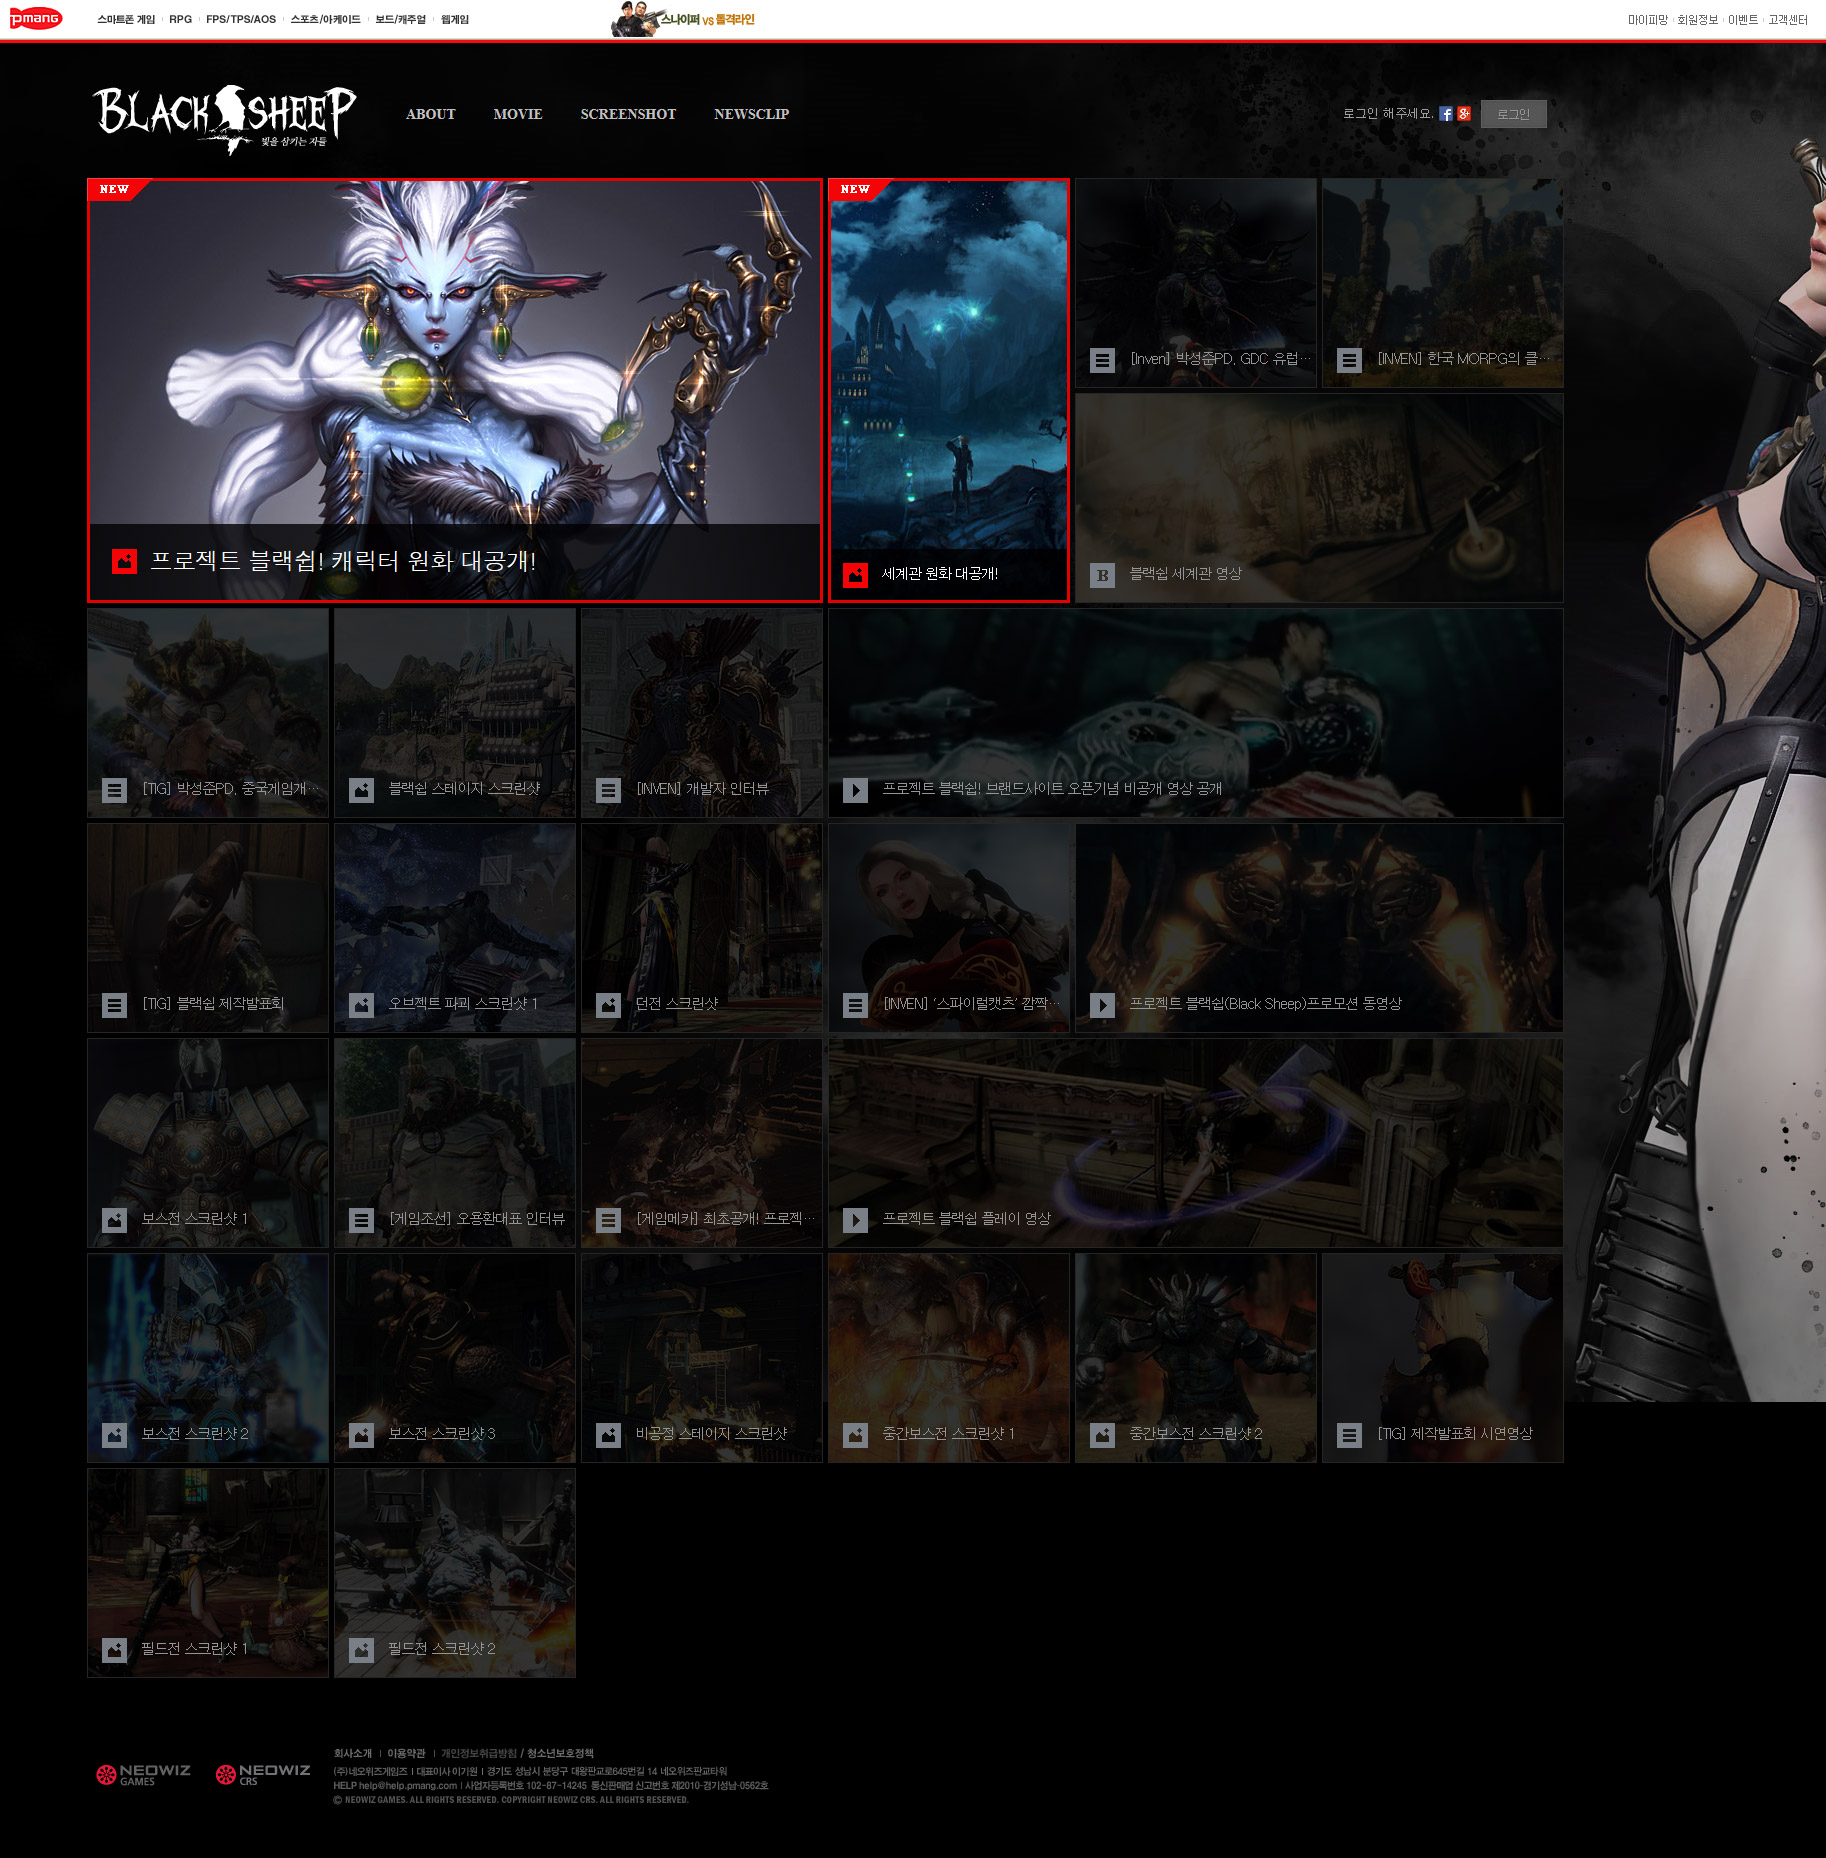 pmang
스마트폰 게임 RPG FPS/TPS/AOS 스포츠/아케이드 보드/캐주얼 웹게임
스나이퍼 VS 돌격라인
마이피망 회원정보 이벤트 고객센터
BLACK SHEEP
빛을 삼키는 자들
ABOUT MOVIE SCREENSHOT NEWSCLIP
로그인 해주세요. 로그인
NEW
프로젝트 블랙쉽! 캐릭터 원화 대공개!
NEW
세계관 원화 대공개!
[Inven] 박성준PD, GDC 유럽…
[INVEN] 한국 MORPG의 클…
B 블랙쉽 세계관 영상
[TIG] 박성준PD, 중국게임개…
블랙쉽 스테이지 스크린샷
[INVEN] 개발자 인터뷰
프로젝트 블랙쉽! 브랜드사이트 오픈기념 비공개 영상 공개
[TIG] 블랙쉽 제작발표회
오브젝트 파괴 스크린샷 1
던전 스크린샷
[INVEN] ‘스파이럴캣츠’ 깜짝…
프로젝트 블랙쉽(Black Sheep)프로모션 동영상
보스전 스크린샷 1
[게임조선] 오용환대표 인터뷰
[게임메카] 최초공개! 프로젝…
프로젝트 블랙쉽 플레이 영상
보스전 스크린샷 2
보스전 스크린샷 3
비공정 스테이지 스크린샷
중간보스전 스크린샷 1
중간보스전 스크린샷 2
[TIG] 제작발표회 시연영상
필드전 스크린샷 1
필드전 스크린샷 2
NEOWIZ GAMES
NEOWIZ CRS
회사소개 | 이용약관 | 개인정보취급방침 / 청소년보호정책
(주)네오위즈게임즈 | 대표이사 이기원 | 경기도 성남시 분당구 대왕판교로645번길 14 네오위즈판교타워
HELP help@help.pmang.com | 사업자등록번호 102-87-14245 통신판매업 신고번호 제2010-경기성남-0562호
© NEOWIZ GAMES. ALL RIGHTS RESERVED. COPYRIGHT NEOWIZ CRS. ALL RIGHTS RESERVED.